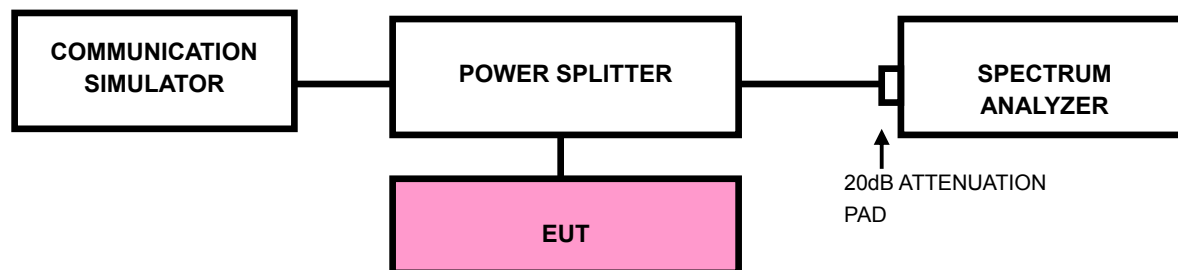 COMMUNICATION
SIMULATOR
POWER SPLITTER
SPECTRUM
ANALYZER
20dB ATTENUATION
PAD
EUT